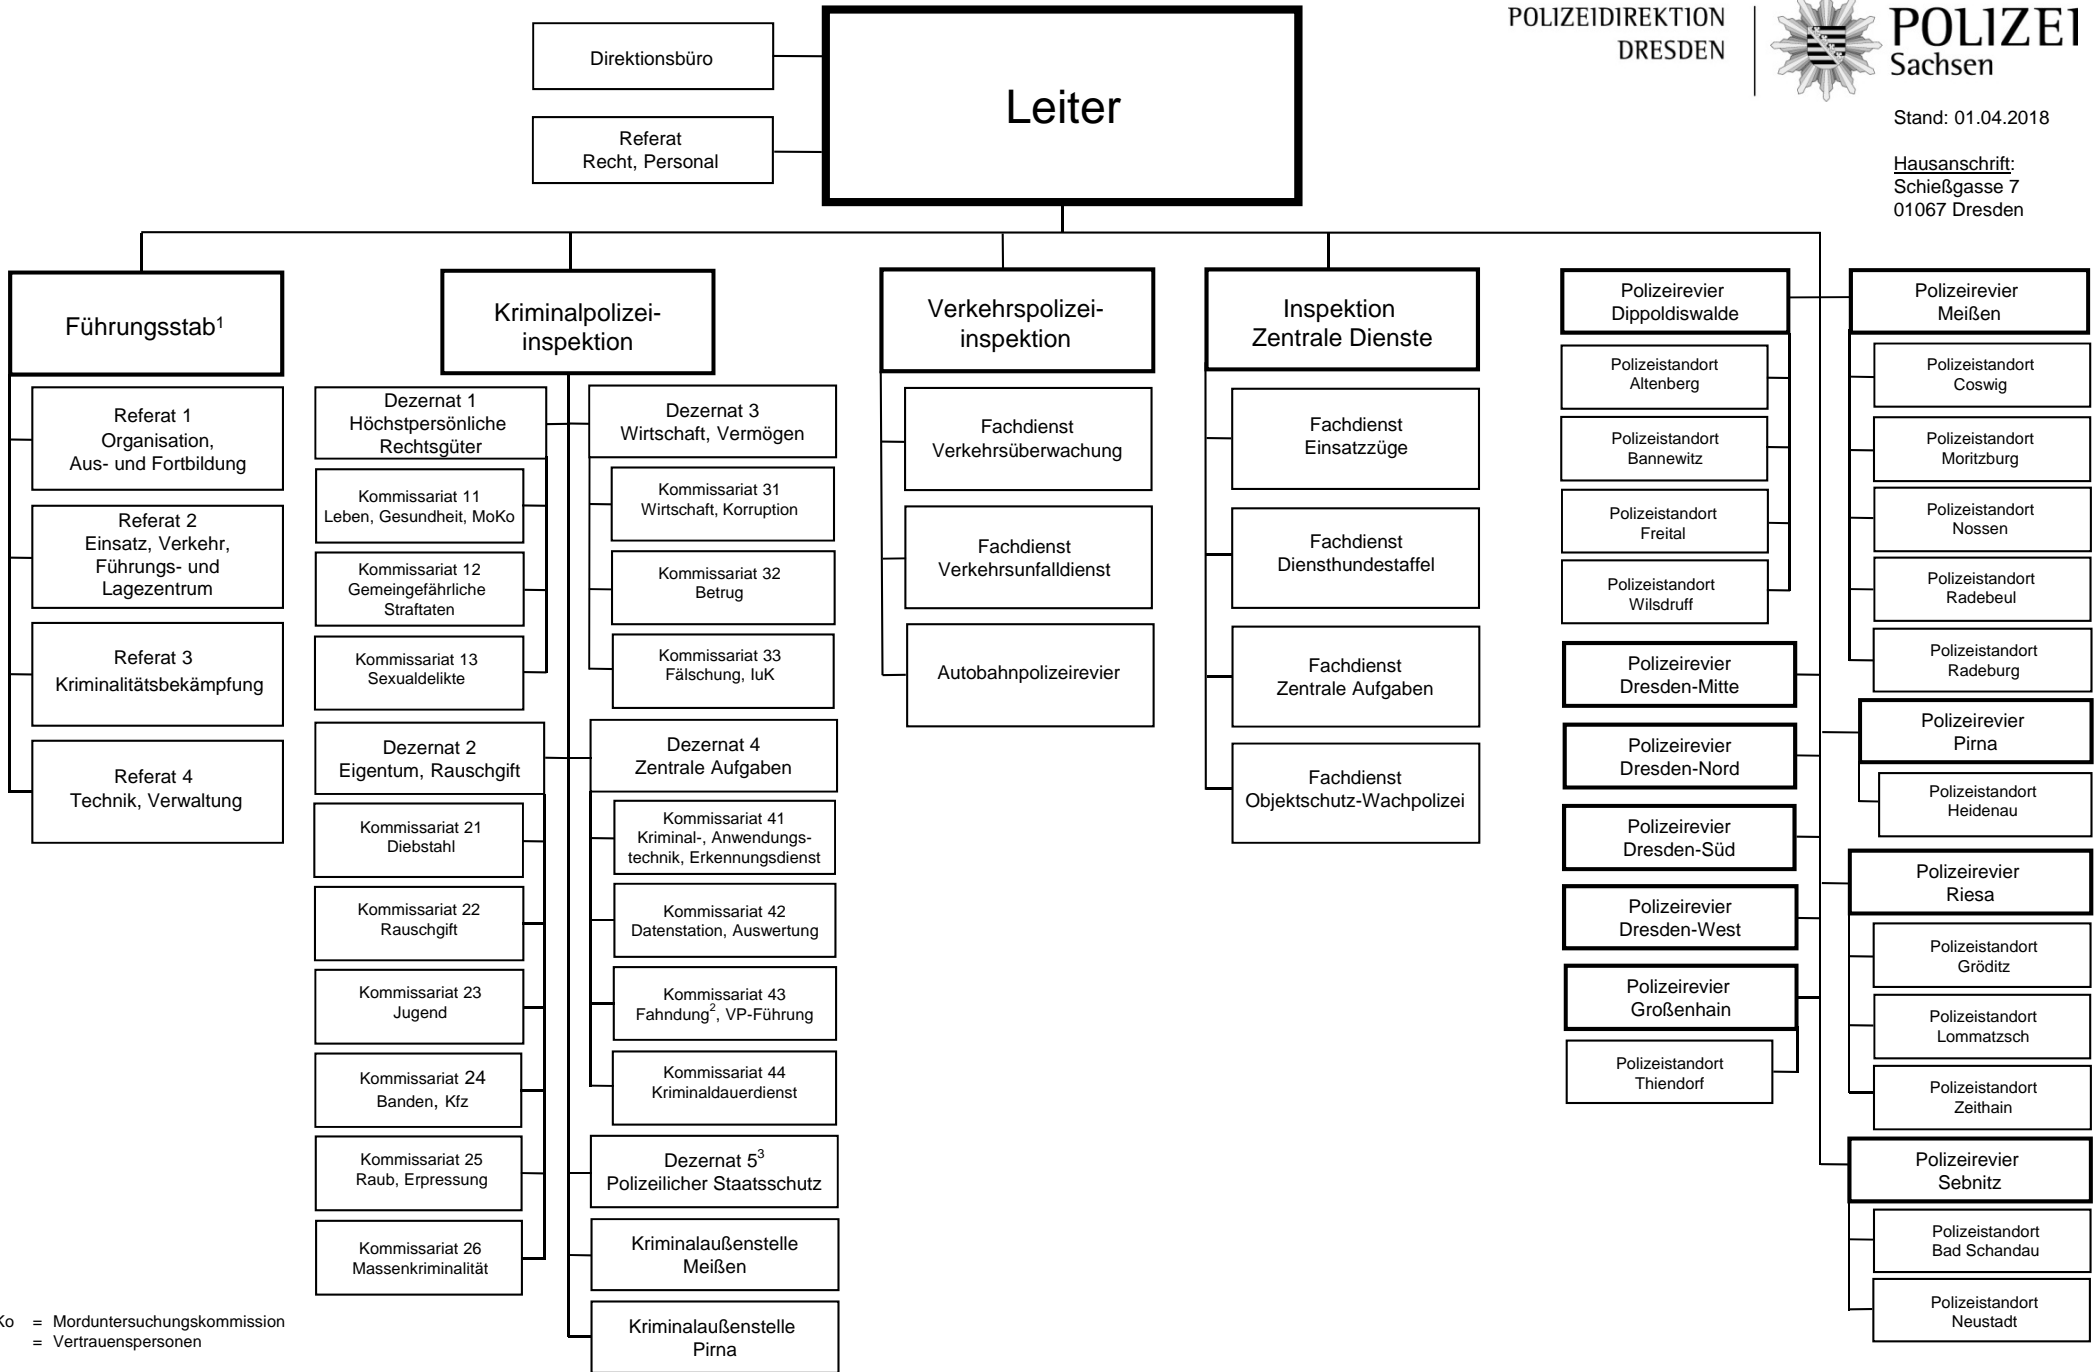 POLIZEIDIREKTION
DRESDEN
POLIZEI
Sachsen
Stand: 01.04.2018
Hausanschrift:
Schießgasse 7
01067 Dresden
Leiter
Direktionsbüro
Referat
Recht, Personal
Führungsstab¹
Referat 1
Organisation,
Aus- und Fortbildung
Referat 2
Einsatz, Verkehr,
Führungs- und
Lagezentrum
Referat 3
Kriminalitätsbekämpfung
Referat 4
Technik, Verwaltung
Kriminalpolizei-
inspektion
Dezernat 1
Höchstpersönliche
Rechtsgüter
Kommissariat 11
Leben, Gesundheit, MoKo
Kommissariat 12
Gemeingefährliche
Straftaten
Kommissariat 13
Sexualdelikte
Dezernat 2
Eigentum, Rauschgift
Kommissariat 21
Diebstahl
Kommissariat 22
Rauschgift
Kommissariat 23
Jugend
Kommissariat 24
Banden, Kfz
Kommissariat 25
Raub, Erpressung
Kommissariat 26
Massenkriminalität
Dezernat 3
Wirtschaft, Vermögen
Kommissariat 31
Wirtschaft, Korruption
Kommissariat 32
Betrug
Kommissariat 33
Fälschung, IuK
Dezernat 4
Zentrale Aufgaben
Kommissariat 41
Kriminal-, Anwendungs-
technik, Erkennungsdienst
Kommissariat 42
Datenstation, Auswertung
Kommissariat 43
Fahndung², VP-Führung
Kommissariat 44
Kriminaldauerdienst
Dezernat 5³
Polizeilicher Staatsschutz
Kriminalaußenstelle
Meißen
Kriminalaußenstelle
Pirna
Verkehrspolizei-
inspektion
Fachdienst
Verkehrsüberwachung
Fachdienst
Verkehrsunfalldienst
Autobahnpolizeirevier
Inspektion
Zentrale Dienste
Fachdienst
Einsatzzüge
Fachdienst
Diensthundestaffel
Fachdienst
Zentrale Aufgaben
Fachdienst
Objektschutz-Wachpolizei
Polizeirevier
Dippoldiswalde
Polizeistandort
Altenberg
Polizeistandort
Bannewitz
Polizeistandort
Freital
Polizeistandort
Wilsdruff
Polizeirevier
Dresden-Mitte
Polizeirevier
Dresden-Nord
Polizeirevier
Dresden-Süd
Polizeirevier
Dresden-West
Polizeirevier
Großenhain
Polizeistandort
Thiendorf
Polizeirevier
Meißen
Polizeistandort
Coswig
Polizeistandort
Moritzburg
Polizeistandort
Nossen
Polizeistandort
Radebeul
Polizeistandort
Radeburg
Polizeirevier
Pirna
Polizeistandort
Heidenau
Polizeirevier
Riesa
Polizeistandort
Gröditz
Polizeistandort
Lommatzsch
Polizeistandort
Zeithain
Polizeirevier
Sebnitz
Polizeistandort
Bad Schandau
Polizeistandort
Neustadt
= Morduntersuchungskommission
= Vertrauenspersonen